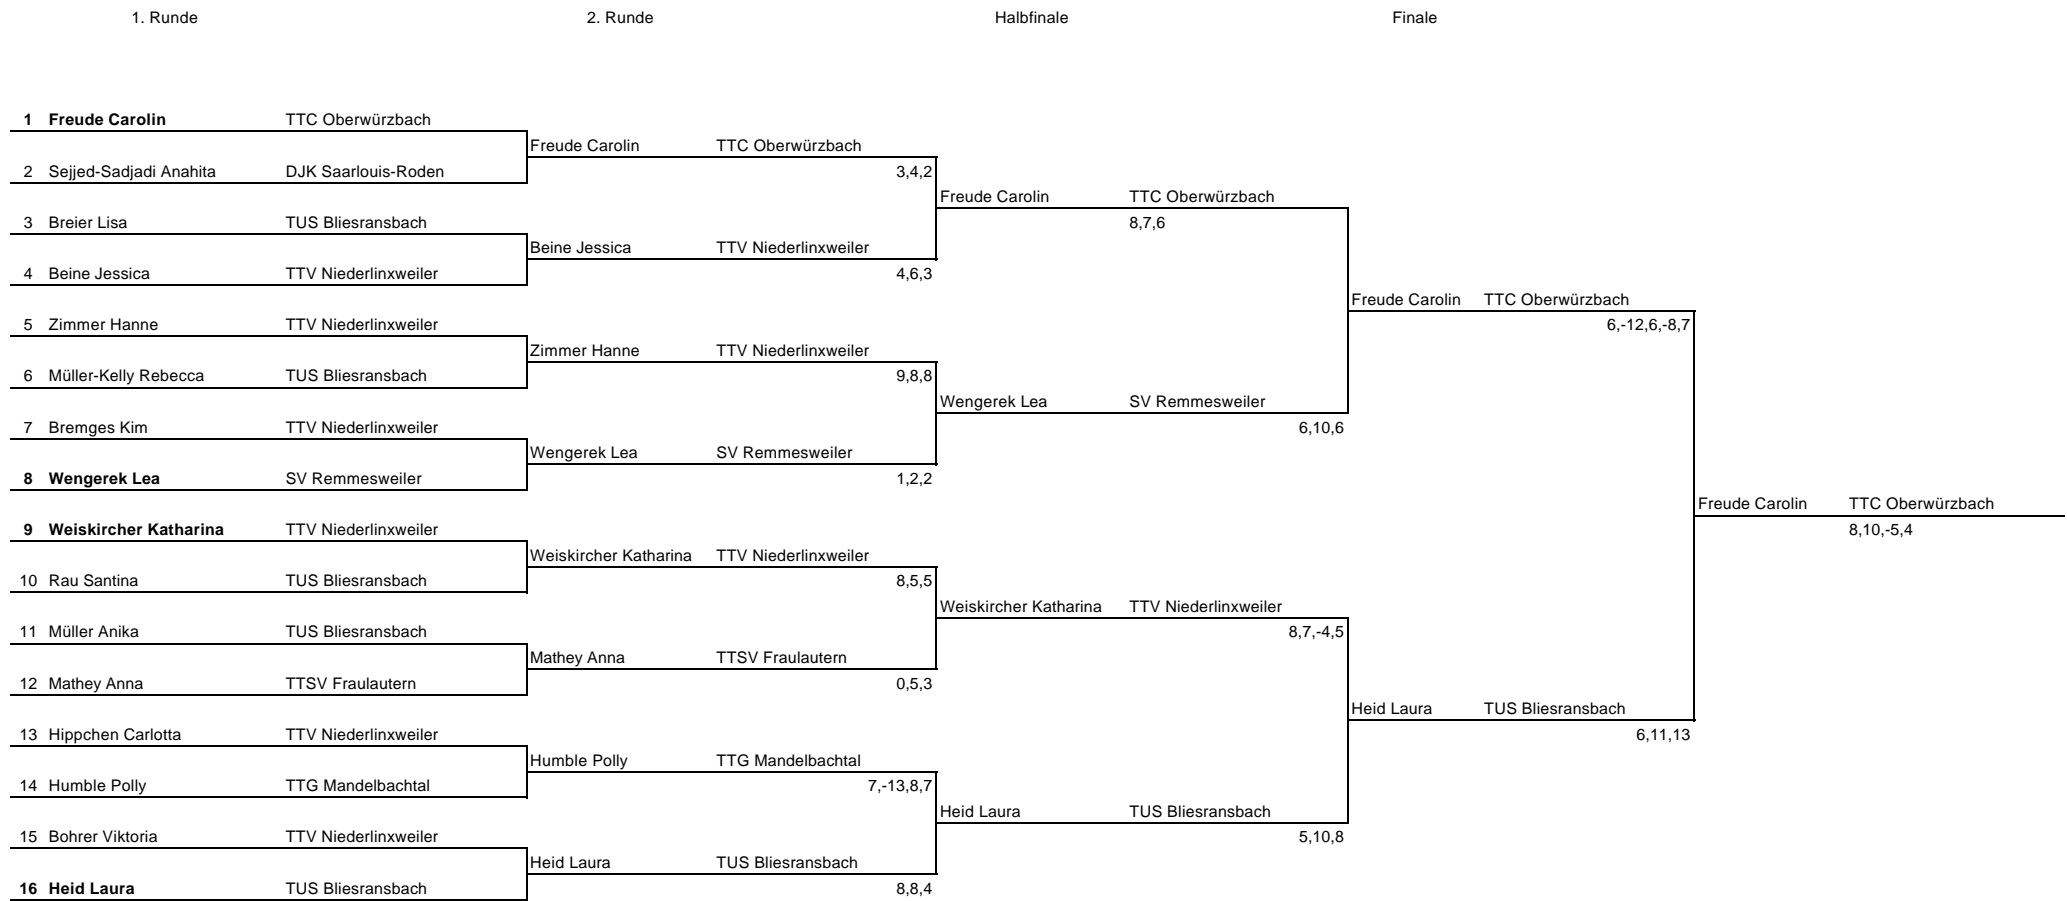 1. Runde 2. Runde Halbfinale Finale
1 Freude Carolin TTC Oberwürzbach
Freude Carolin TTC Oberwürzbach
2 Sejjed-Sadjadi Anahita DJK Saarlouis-Roden 3,4,2
Freude Carolin TTC Oberwürzbach
3 Breier Lisa TUS Bliesransbach 8,7,6
Beine Jessica TTV Niederlinxweiler
4 Beine Jessica TTV Niederlinxweiler 4,6,3
Freude Carolin TTC Oberwürzbach
5 Zimmer Hanne TTV Niederlinxweiler 6,-12,6,-8,7
Zimmer Hanne TTV Niederlinxweiler
6 Müller-Kelly Rebecca TUS Bliesransbach 9,8,8
Wengerek Lea SV Remmesweiler
7 Bremges Kim TTV Niederlinxweiler 6,10,6
Wengerek Lea SV Remmesweiler
8 Wengerek Lea SV Remmesweiler 1,2,2
Freude Carolin TTC Oberwürzbach
9 Weiskircher Katharina TTV Niederlinxweiler 8,10,-5,4
Weiskircher Katharina TTV Niederlinxweiler
10 Rau Santina TUS Bliesransbach 8,5,5
Weiskircher Katharina TTV Niederlinxweiler
11 Müller Anika TUS Bliesransbach 8,7,-4,5
Mathey Anna TTSV Fraulautern
12 Mathey Anna TTSV Fraulautern 0,5,3
Heid Laura TUS Bliesransbach
13 Hippchen Carlotta TTV Niederlinxweiler 6,11,13
Humble Polly TTG Mandelbachtal
14 Humble Polly TTG Mandelbachtal 7,-13,8,7
Heid Laura TUS Bliesransbach
15 Bohrer Viktoria TTV Niederlinxweiler 5,10,8
Heid Laura TUS Bliesransbach
16 Heid Laura TUS Bliesransbach 8,8,4